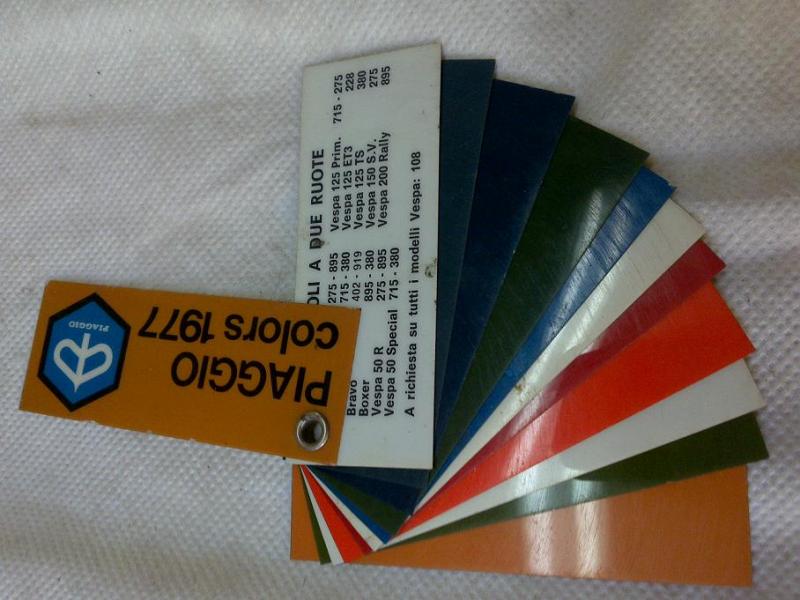 PIAGGIO
PIAGGIO
Colors 1977
OLI A DUE RUOTE
275 - 895
715 - 380
Bravo 402 - 919
Boxer 895 - 380
Vespa 50 R 275 - 895
Vespa 50 Special 715 - 380
Vespa 125 Prim. 715 - 275
Vespa 125 ET3 228
Vespa 125 TS 380
Vespa 150 S.V. 275
Vespa 200 Rally 895
A richiesta su tutti i modelli Vespa: 108